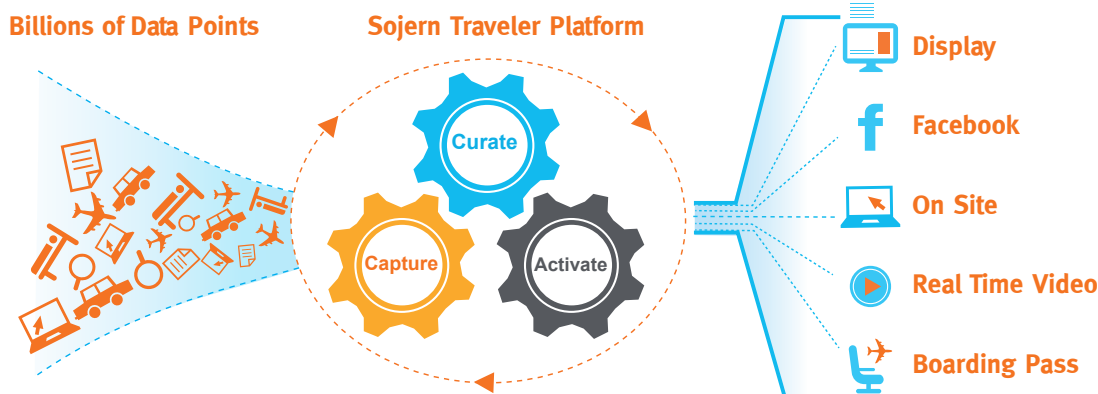 Billions of Data Points
Sojern Traveler Platform
Curate
Capture
Activate
Display
Facebook
On Site
Real Time Video
Boarding Pass